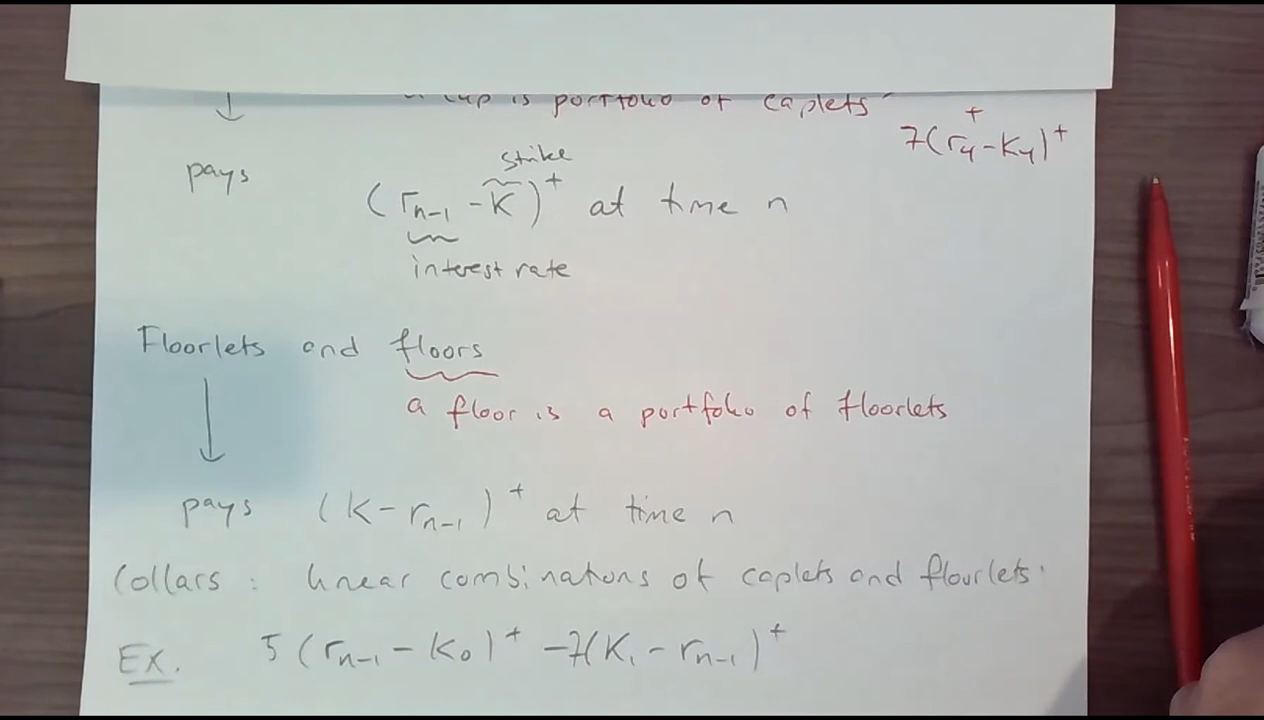 cap is portfolio of caplets
+
7(r₄-K₄)⁺
pays
strike
(rₙ₋₁ - K)⁺ at time n
interest rate
Floorlets and floors
a floor is a portfolio of floorlets
pays (K - rₙ₋₁)⁺ at time n
Collars: linear combinations of caplets and flourlets.
Ex. 5(rₙ₋₁ - K₀)⁺ - 7(K₁ - rₙ₋₁)⁺